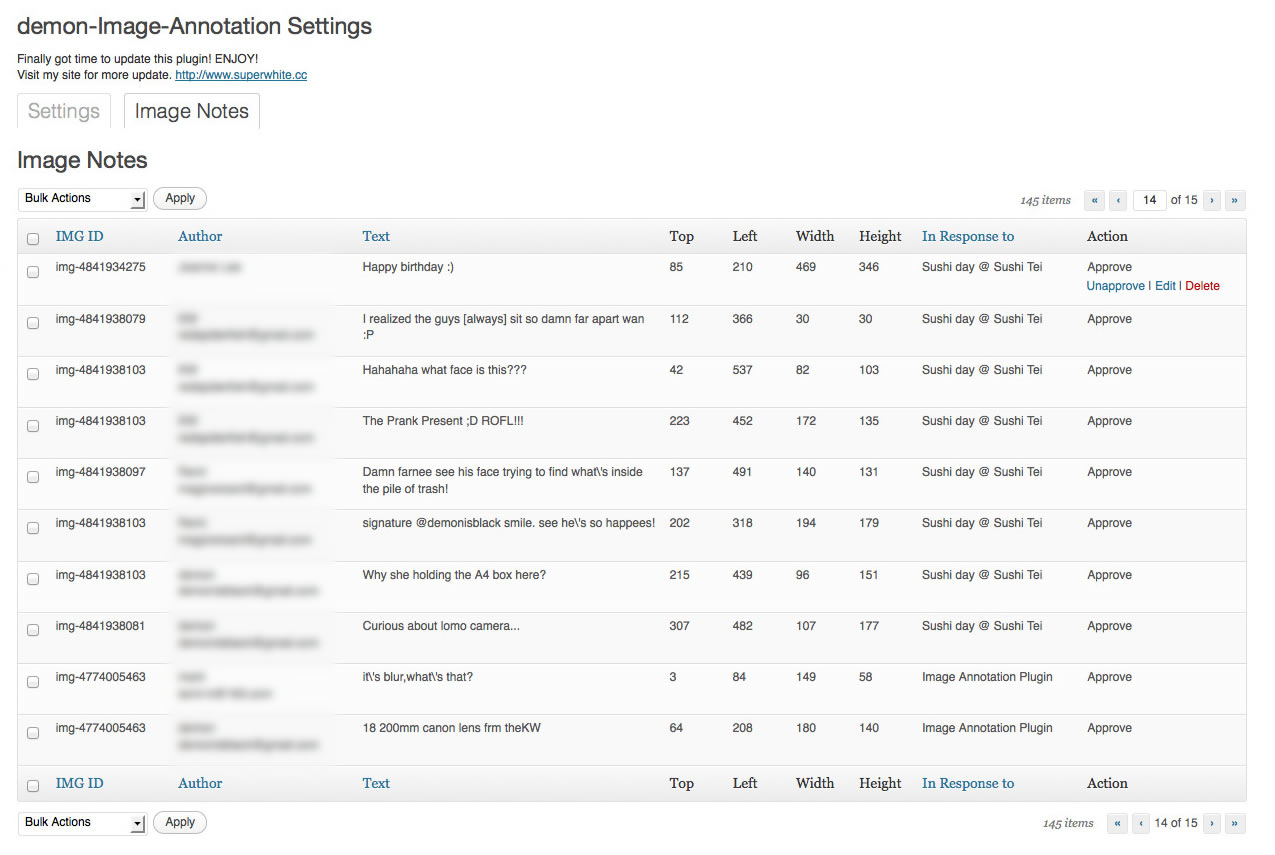 demon-Image-Annotation Settings
Finally got time to update this plugin! ENJOY!
Visit my site for more update. http://www.superwhite.cc
Settings Image Notes
Image Notes
Bulk Actions Apply 145 items « ‹ 14 of 15 › »
IMG ID Author Text Top Left Width Height In Response to Action
img-4841934275 Happy birthday :) 85 210 469 346 Sushi day @ Sushi Tei Approve
Unapprove | Edit | Delete
img-4841938079 I realized the guys [always] sit so damn far apart wan 112 366 30 30 Sushi day @ Sushi Tei Approve
:P
img-4841938103 Hahahaha what face is this??? 42 537 82 103 Sushi day @ Sushi Tei Approve
img-4841938103 The Prank Present ;D ROFL!!! 223 452 172 135 Sushi day @ Sushi Tei Approve
img-4841938097 Damn farnee see his face trying to find what\'s inside 137 491 140 131 Sushi day @ Sushi Tei Approve
the pile of trash!
img-4841938103 signature @demonisblack smile. see he\'s so happees! 202 318 194 179 Sushi day @ Sushi Tei Approve
img-4841938103 Why she holding the A4 box here? 215 439 96 151 Sushi day @ Sushi Tei Approve
img-4841938081 Curious about lomo camera... 307 482 107 177 Sushi day @ Sushi Tei Approve
img-4774005463 it\'s blur,what\'s that? 3 84 149 58 Image Annotation Plugin Approve
img-4774005463 18 200mm canon lens frm theKW 64 208 180 140 Image Annotation Plugin Approve
IMG ID Author Text Top Left Width Height In Response to Action
Bulk Actions Apply 145 items « ‹ 14 of 15 › »